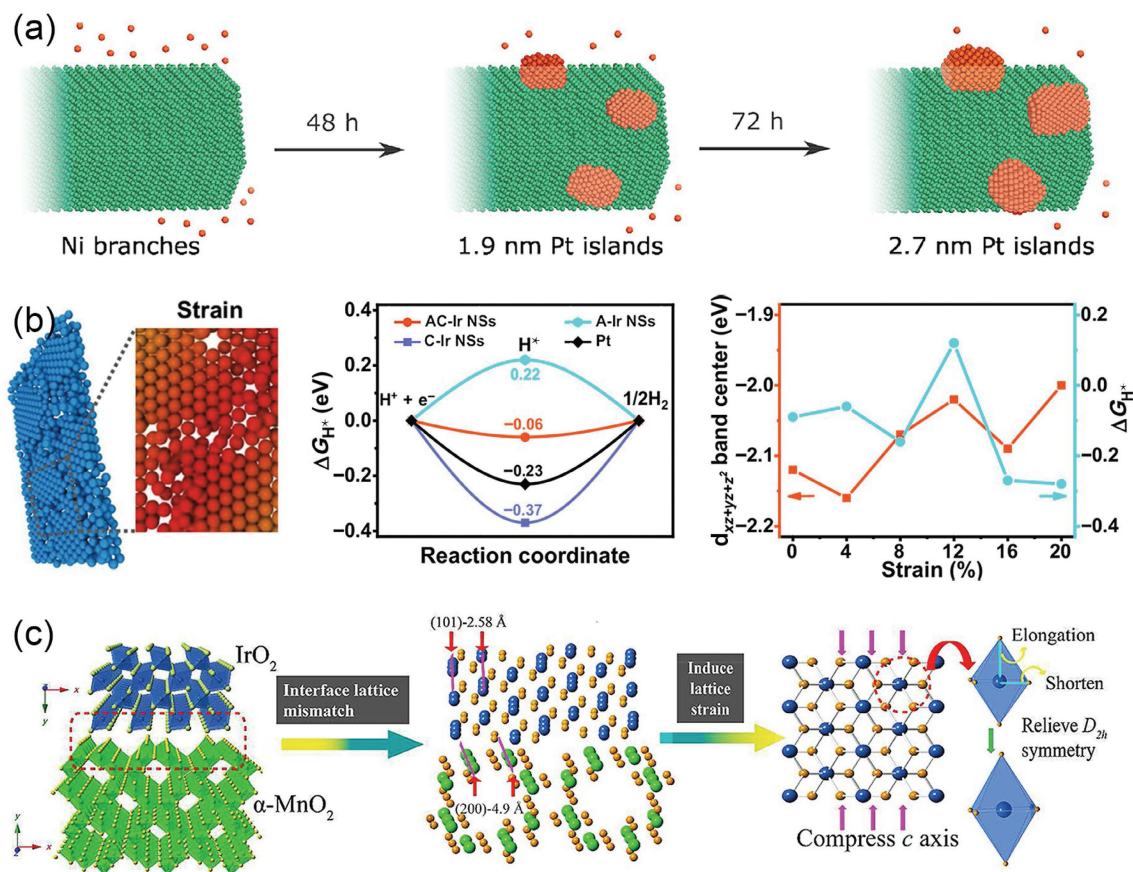 (a)
48 h
72 h
Ni branches
1.9 nm Pt islands
2.7 nm Pt islands
(b)
Strain
0.4
0.2
0.0
−0.2
−0.4
ΔG_H* (eV)
AC-Ir NSs
A-Ir NSs
C-Ir NSs
Pt
H*
0.22
H⁺ + e⁻
1/2H₂
−0.06
−0.23
−0.37
Reaction coordinate
−1.9
−2.0
−2.1
−2.2
d_xz+yz+z² band center (eV)
0.2
0.0
−0.2
−0.4
ΔG_H*
0 4 8 12 16 20
Strain (%)
(c)
IrO₂
x
y
z
α-MnO₂
y
x
z
Interface lattice
mismatch
(101)-2.58 Å
(200)-4.9 Å
Induce
lattice
strain
Compress c axis
Elongation
Shorten
Relieve D₂ₕ
symmetry